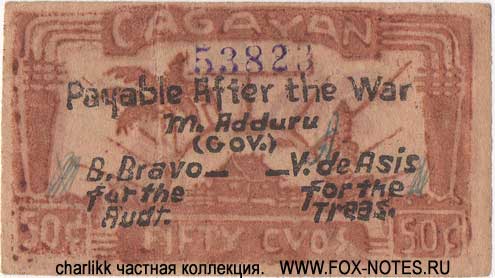 CAGAYAN
53823
Payable After the War
M. Adduru
(GOV.)
B. Bravo — — V. de Asis
for the for the
Audt. Treas.
50¢ FIFTY CVOS 50¢
charlikk частная коллекция. WWW.FOX-NOTES.RU